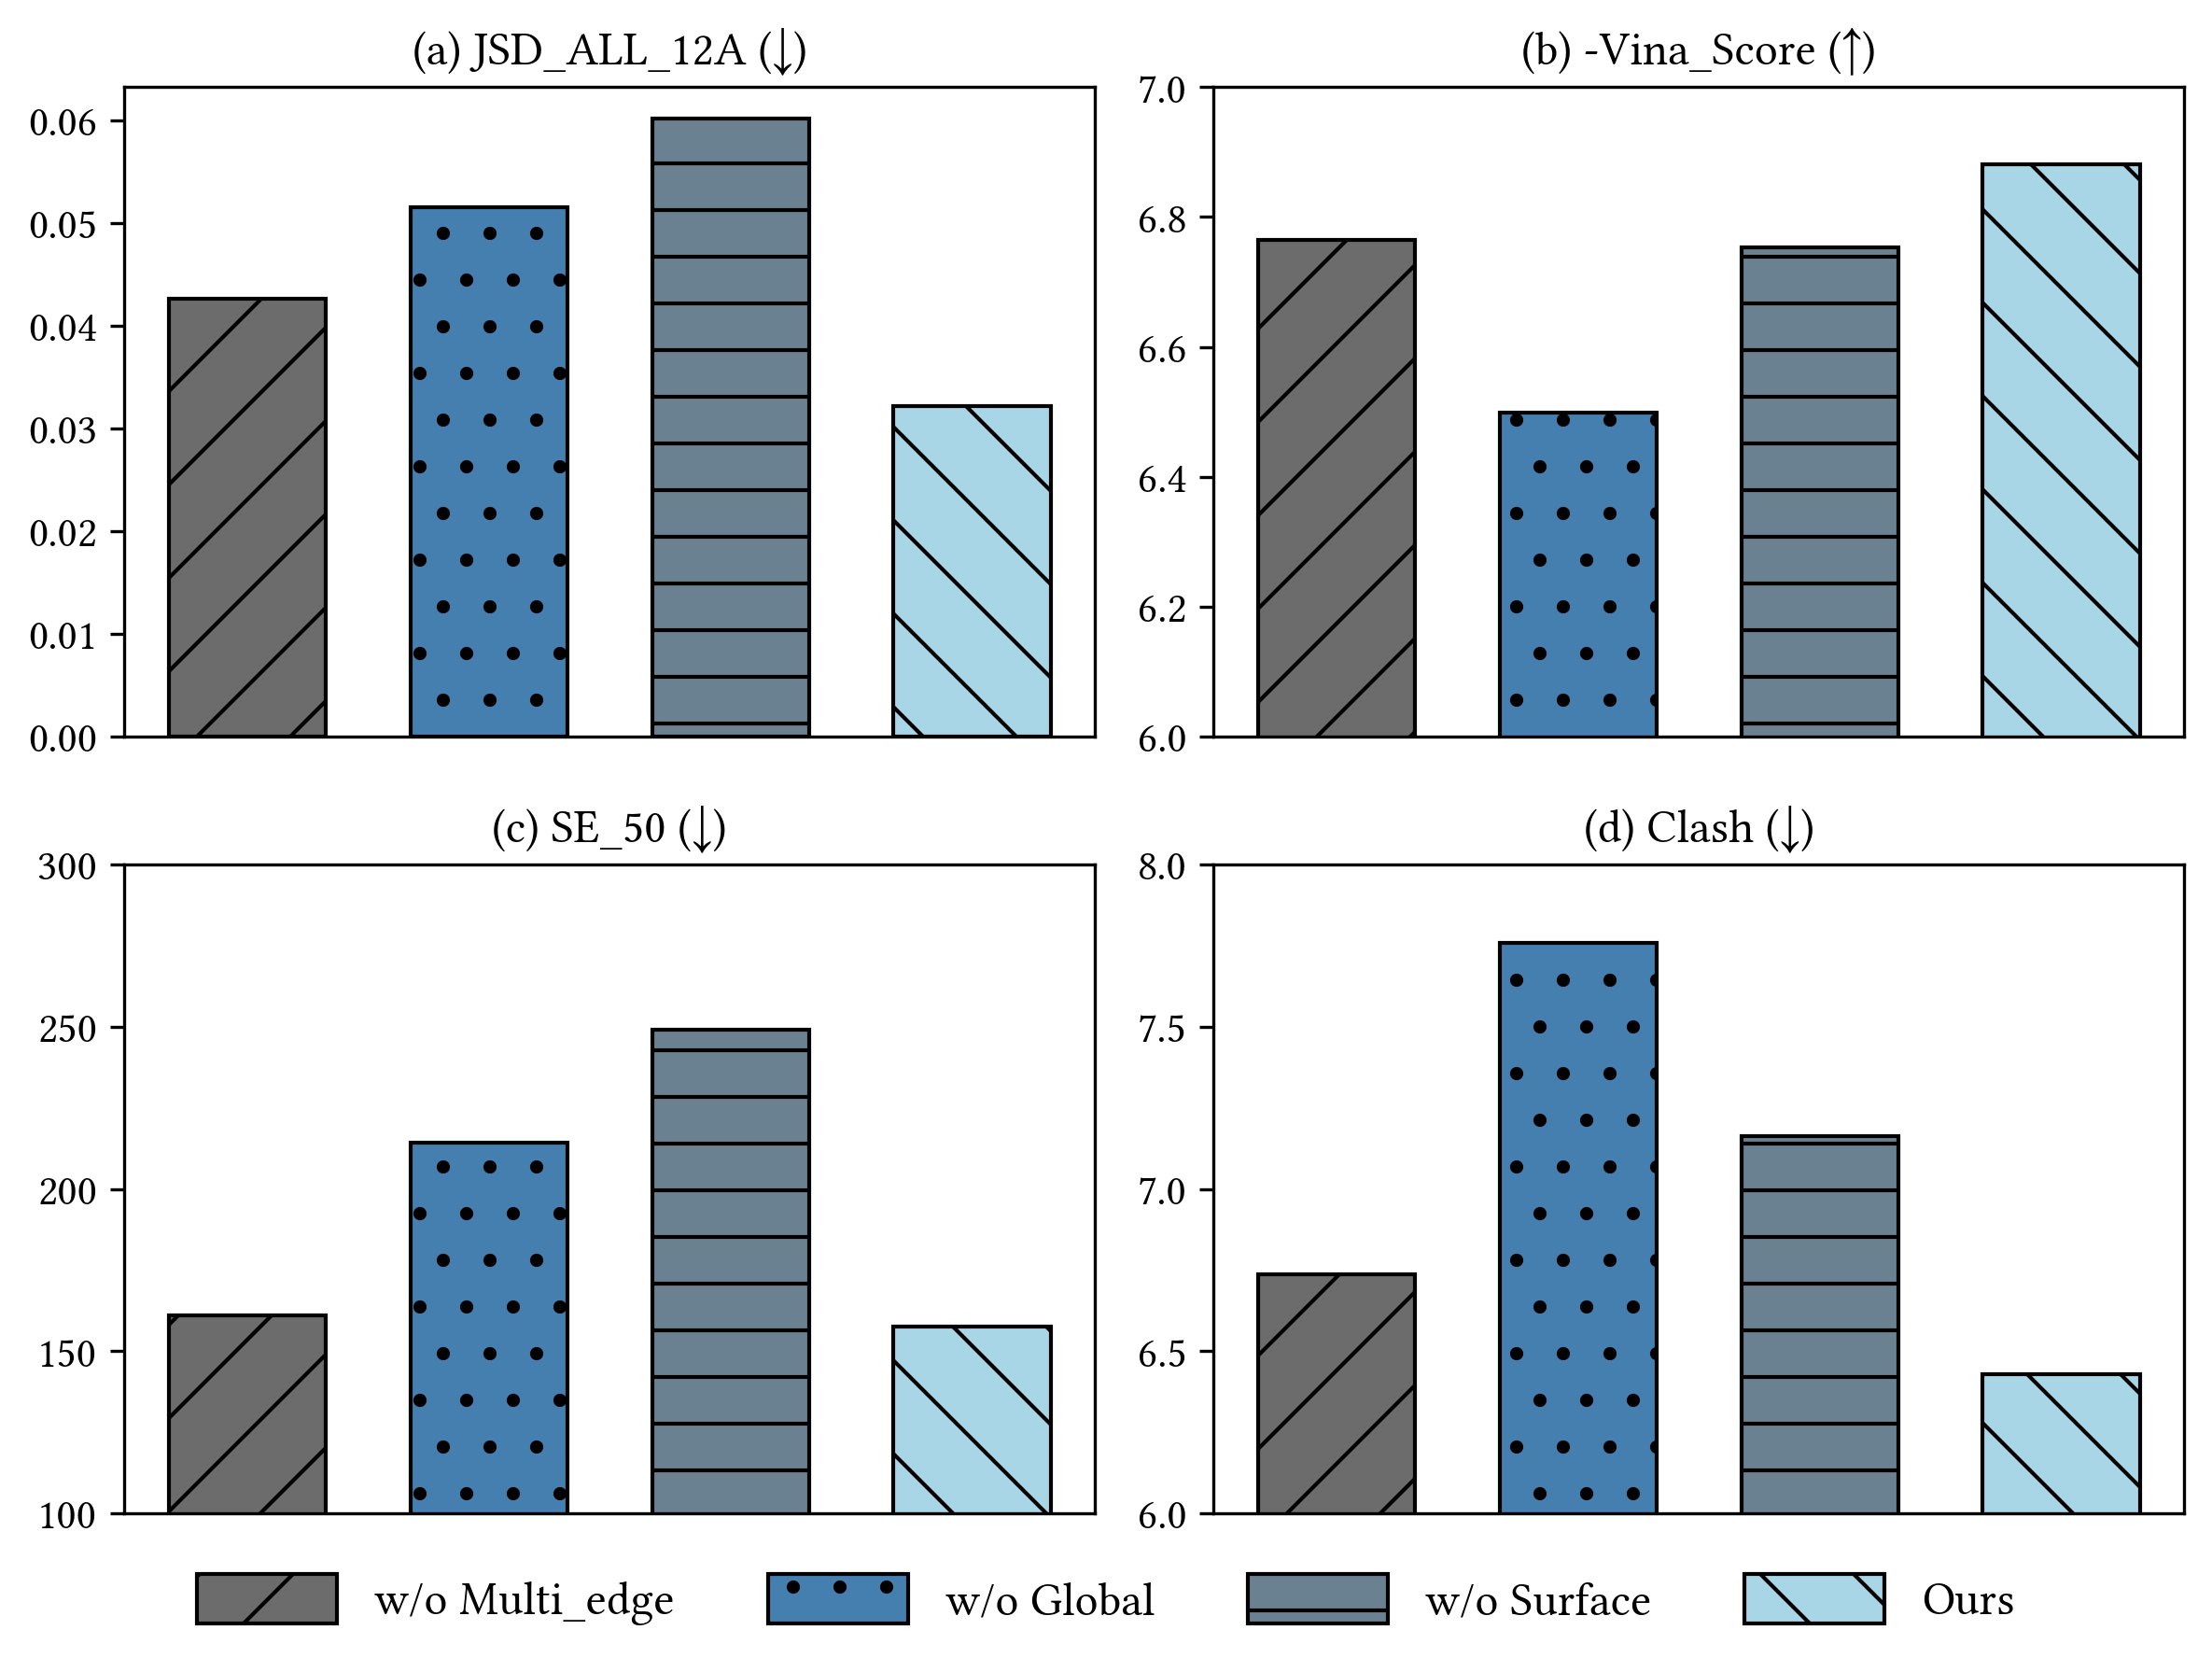 (a) JSD_ALL_12A (↓)
0.06
0.05
0.04
0.03
0.02
0.01
0.00
(b) -Vina_Score (↑)
7.0
6.8
6.6
6.4
6.2
6.0
(c) SE_50 (↓)
300
250
200
150
100
(d) Clash (↓)
8.0
7.5
7.0
6.5
6.0
w/o Multi_edge
w/o Global
w/o Surface
Ours